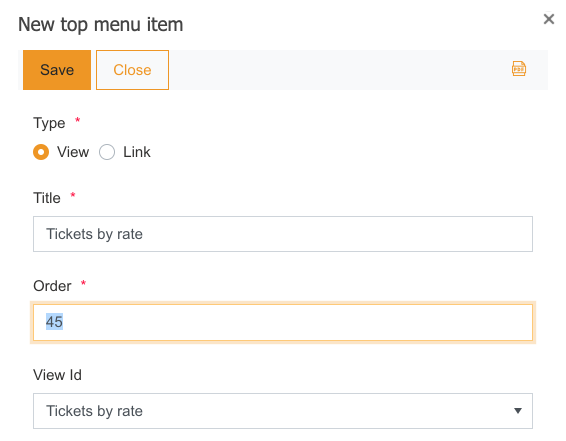 New top menu item
Save Close PDF
Type *
View Link
Title *
Tickets by rate
Order *
45
View Id
Tickets by rate